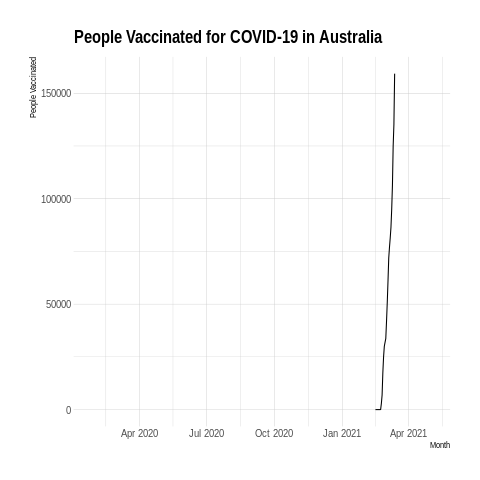 People Vaccinated for COVID-19 in Australia
People Vaccinated
150000
100000
50000
0
Apr 2020 Jul 2020 Oct 2020 Jan 2021 Apr 2021
Month